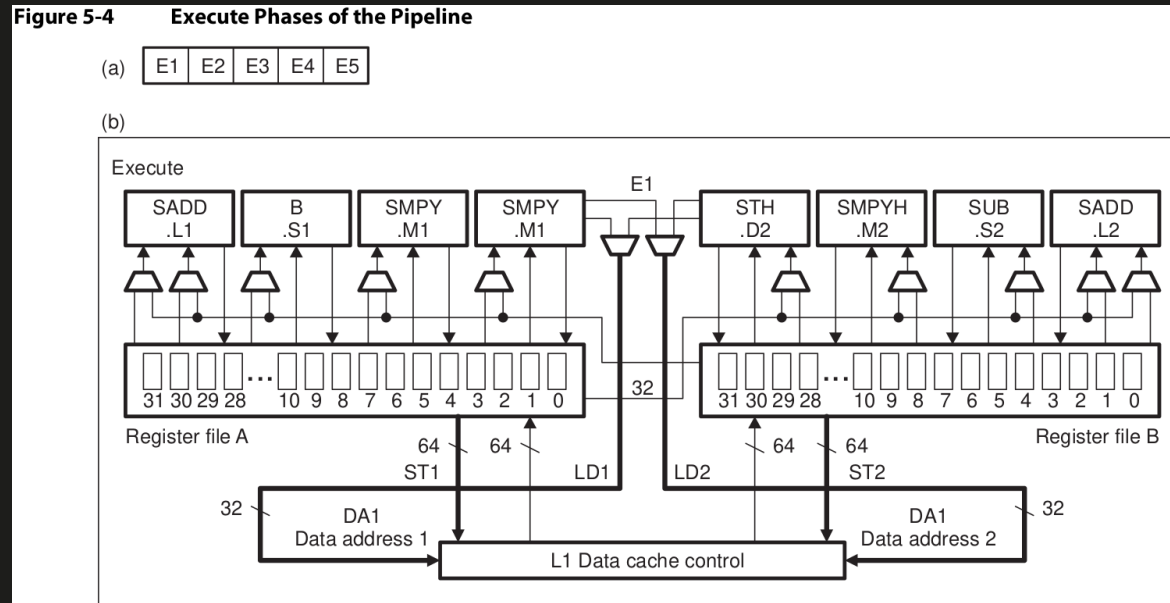 Figure 5-4 Execute Phases of the Pipeline
(a) E1 E2 E3 E4 E5
(b)
Execute
E1
SADD .L1
B .S1
SMPY .M1
SMPY .M1
STH .D2
SMPYH .M2
SUB .S2
SADD .L2
32
31 30 29 28 ... 10 9 8 7 6 5 4 3 2 1 0
31 30 29 28 ... 10 9 8 7 6 5 4 3 2 1 0
Register file A
Register file B
64 64 64 64
ST1 LD1 LD2 ST2
32 32
DA1
Data address 1
DA1
Data address 2
L1 Data cache control